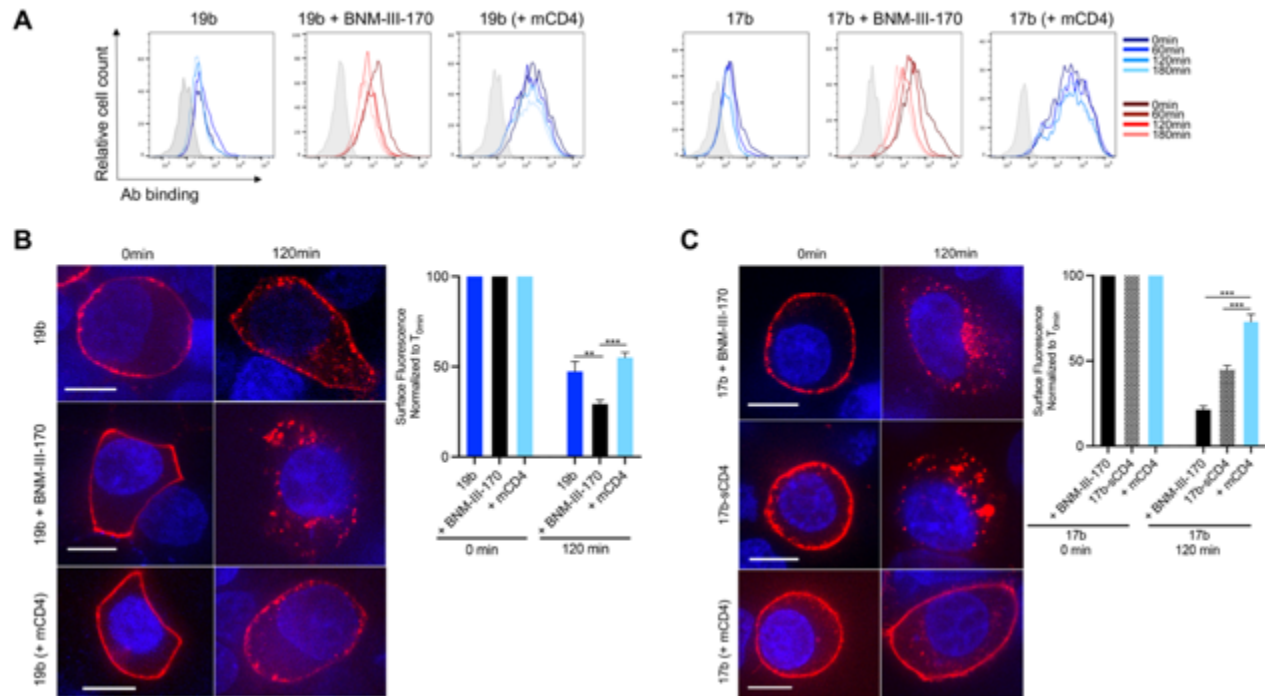 A
19b
19b + BNM-III-170
19b (+ mCD4)
17b
17b + BNM-III-170
17b (+ mCD4)
Relative cell count
Ab binding
0min
60min
120min
180min
0min
60min
120min
180min
B
0min
120min
19b
19b + BNM-III-170
19b (+ mCD4)
Surface Fluorescence
Normalized to T0min
100
50
0
** ***
19b
+ BNM-III-170
+ mCD4
19b
+ BNM-III-170
+ mCD4
0 min
120 min
C
0min
120min
17b + BNM-III-170
17b-sCD4
17b (+ mCD4)
Surface Fluorescence
Normalized to T0min
100
50
0
***
***
+ BNM-III-170
17b-sCD4
+ mCD4
+ BNM-III-170
17b-sCD4
+ mCD4
17b
0 min
17b
120 min